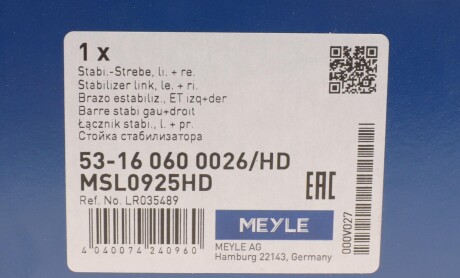 1 x
Stabi.-Strebe, li. + re.
Stabilizer link, le. + ri.
Brazo estabiliz., ET izq+der
Barre stabi gau+droit
Łącznik stabi., l. + pr.
Стойка стабилизатора
53-16 060 0026/HD
MSL0925HD
Ref. No. LR035489
EAC
MEYLE
4 040074 240960
MEYLE AG
Hamburg 22143, Germany
000V027